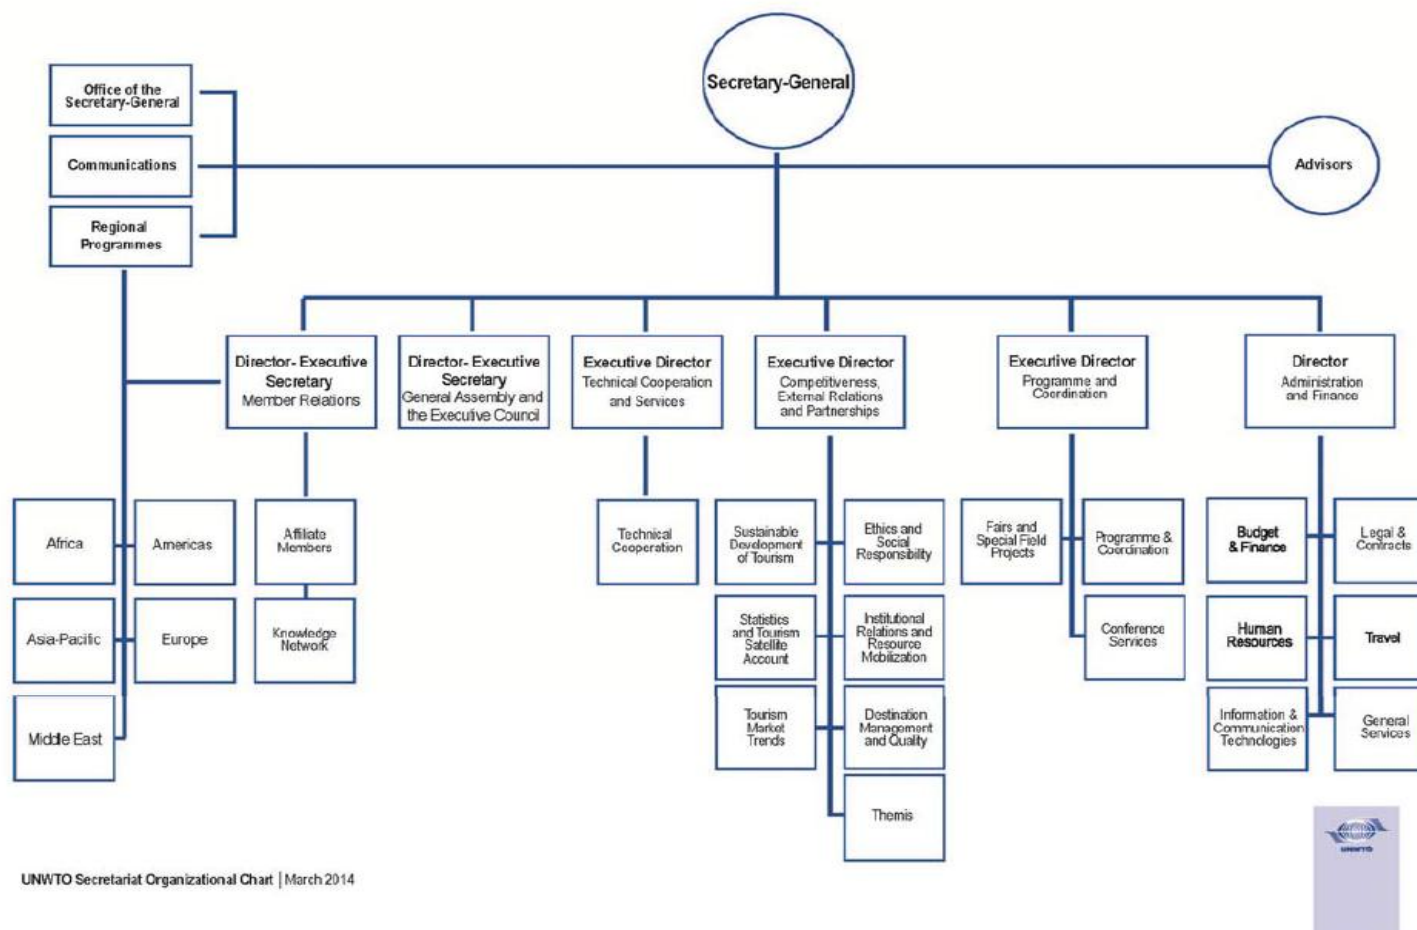 Secretary-General
Office of the
Secretary-General
Communications
Advisors
Regional
Programmes
Director- Executive
Secretary
Member Relations
Director- Executive
Secretary
General Assembly and
the Executive Council
Executive Director
Technical Cooperation
and Services
Executive Director
Competitiveness,
External Relations
and Partnerships
Executive Director
Programme and
Coordination
Director
Administration
and Finance
Africa
Americas
Asia-Pacific
Europe
Middle East
Affiliate
Members
Knowledge
Network
Technical
Cooperation
Sustainable
Development
of Tourism
Ethics and
Social
Responsibility
Statistics
and Tourism
Satellite
Account
Institutional
Relations and
Resource
Mobilization
Tourism
Market
Trends
Destination
Management
and Quality
Themis
Fairs and
Special Field
Projects
Programme &
Coordination
Conference
Services
Budget
& Finance
Legal &
Contracts
Human
Resources
Travel
Information &
Communication
Technologies
General
Services
UNWTO
UNWTO Secretariat Organizational Chart | March 2014